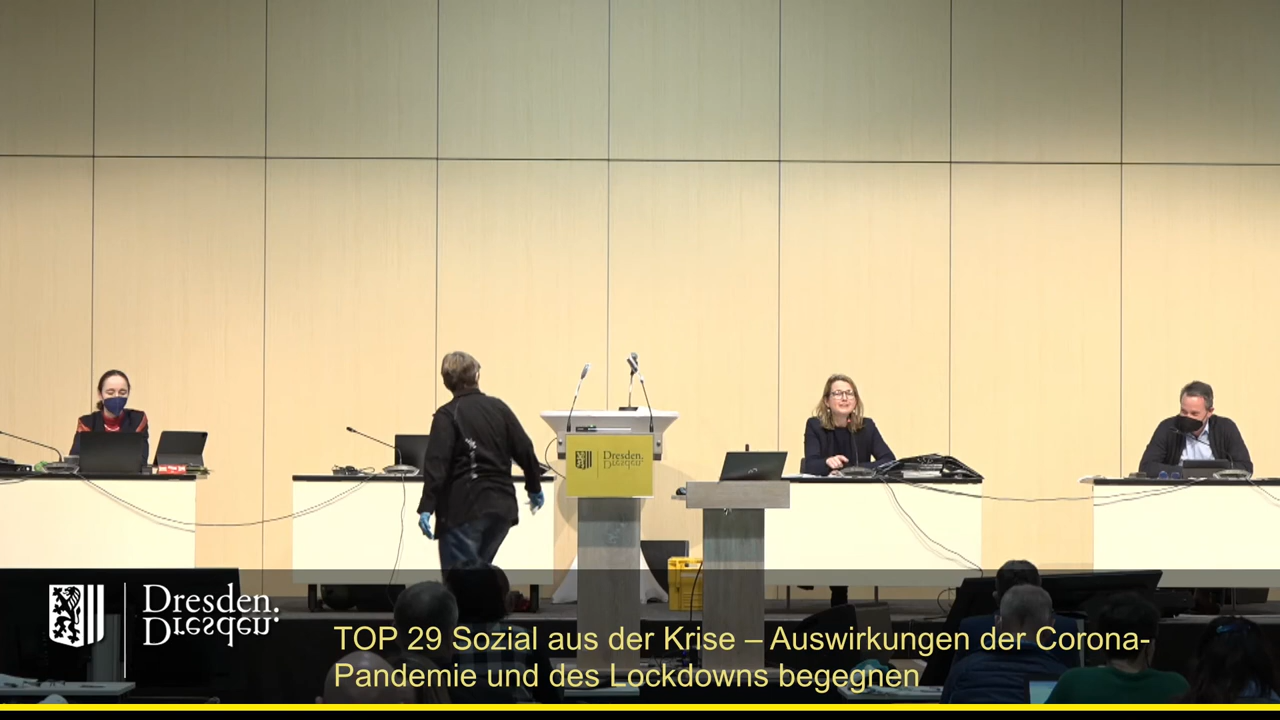 Dresden.
Dresden.
Dresden.
TOP 29 Sozial aus der Krise – Auswirkungen der Corona-
Pandemie und des Lockdowns begegnen